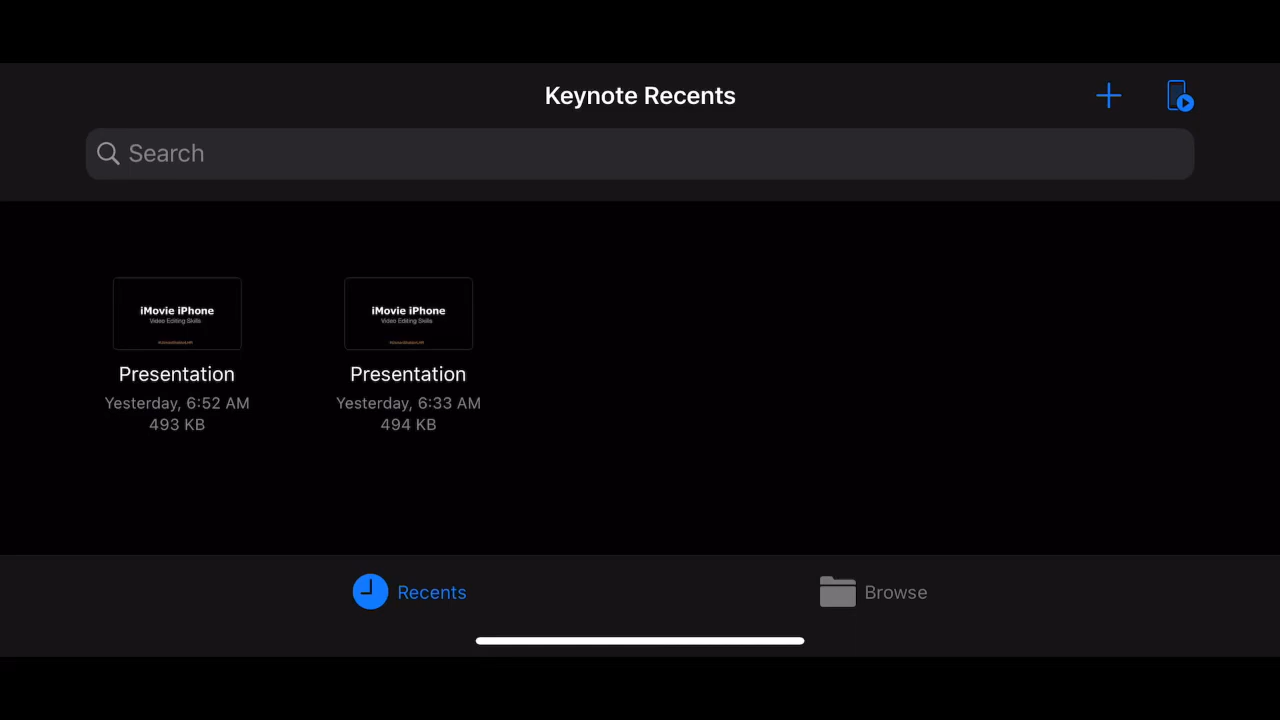 Keynote Recents
Search
iMovie iPhone
Video Editing Skills
Presentation
Yesterday, 6:52 AM
493 KB
iMovie iPhone
Video Editing Skills
Presentation
Yesterday, 6:33 AM
494 KB
Recents
Browse